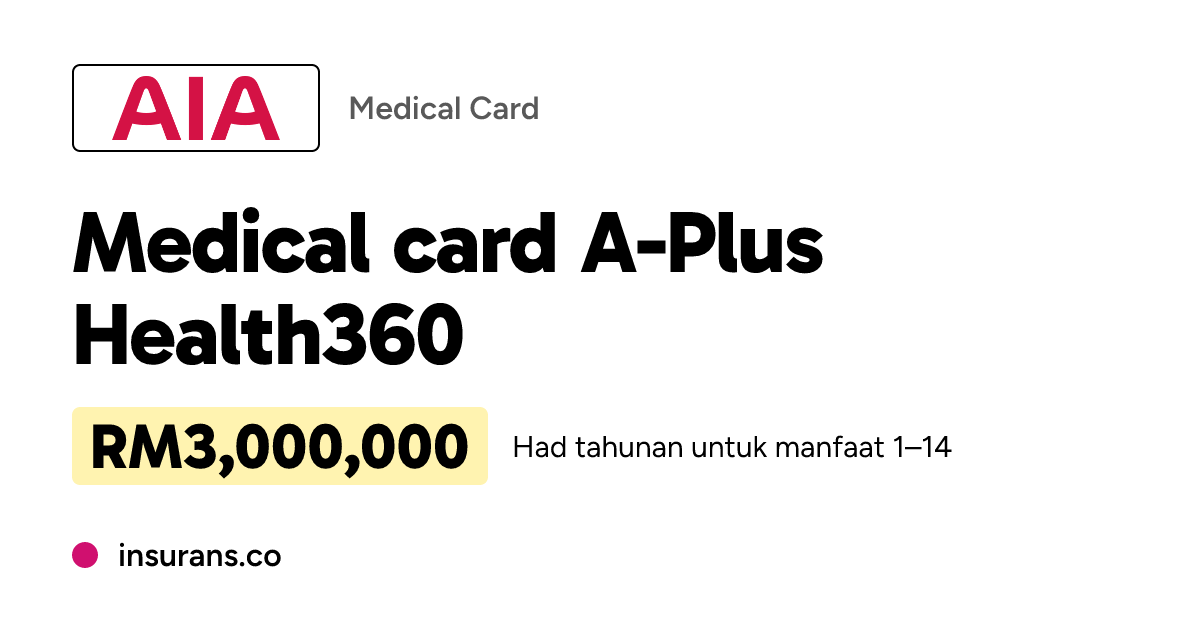 AIA
Medical Card
Medical card A-Plus
Health360
RM3,000,000
Had tahunan untuk manfaat 1–14
insurans.co